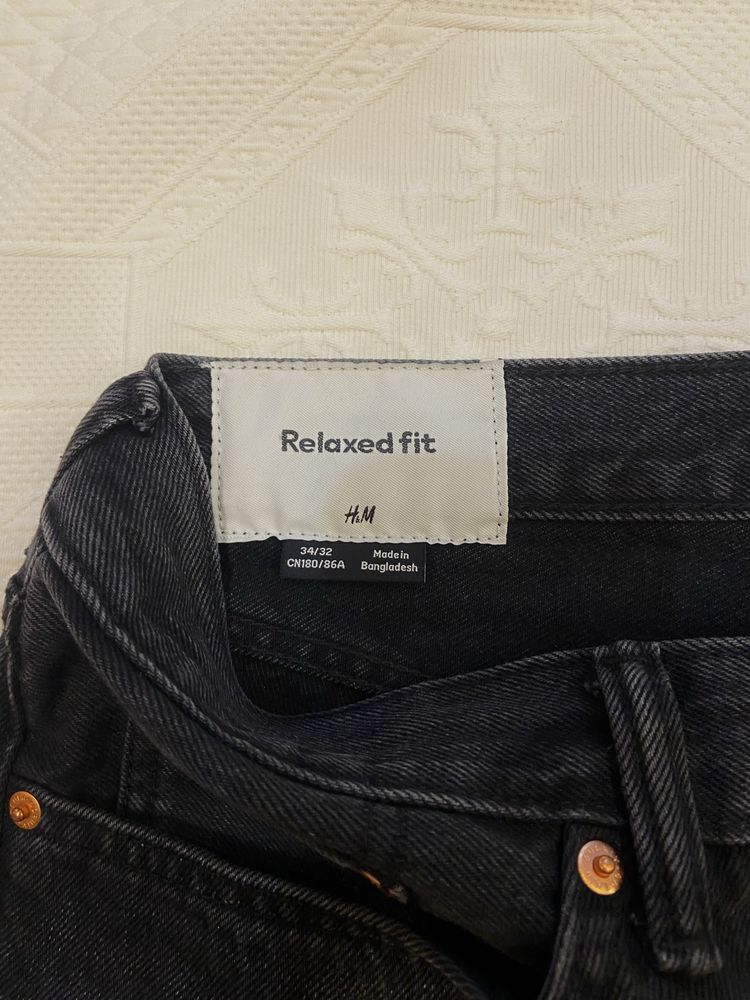 Relaxed fit
H&M
34/32
CN180/86A
Made in
Bangladesh